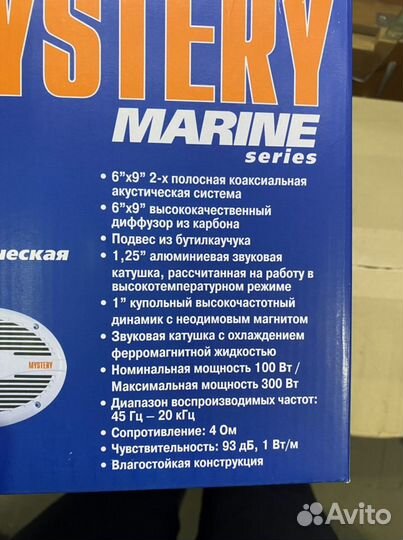 YSTERY
MARINE
series
• 6”x9” 2-х полосная коаксиальная
акустическая система
• 6”x9” высококачественный
диффузор из карбона
• Подвес из бутилкаучука
• 1,25” алюминиевая звуковая
катушка, рассчитанная на работу в
высокотемпературном режиме
• 1” купольный высокочастотный
динамик с неодимовым магнитом
• Звуковая катушка с охлаждением
ферромагнитной жидкостью
• Номинальная мощность 100 Вт /
Максимальная мощность 300 Вт
• Диапазон воспроизводимых частот:
45 Гц – 20 кГц
• Сопротивление: 4 Ом
• Чувствительность: 93 дБ, 1 Вт/м
• Влагостойкая конструкция
ческая
MYSTERY
Avito